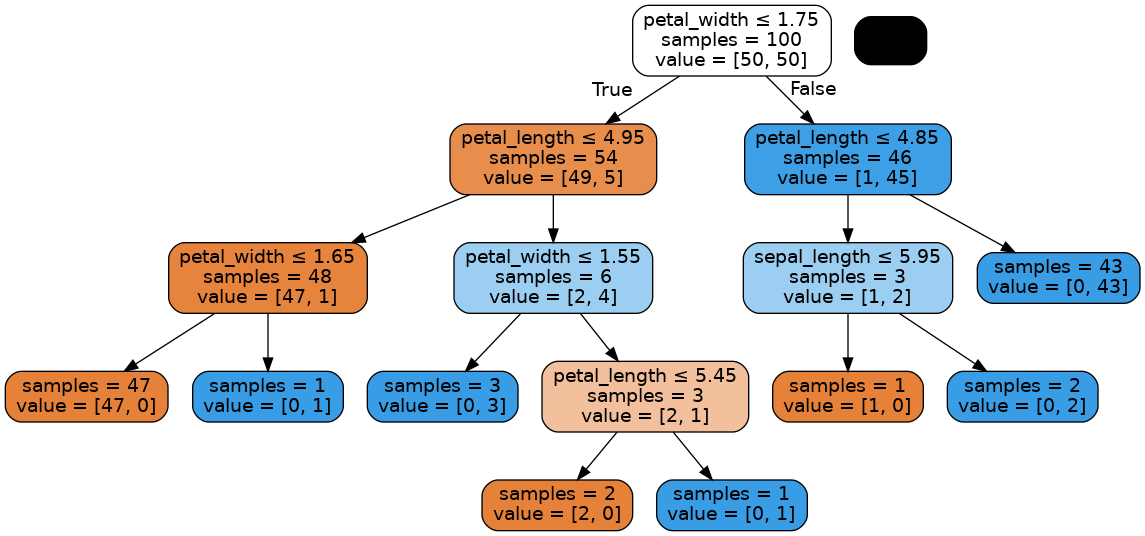 petal_width ≤ 1.75
samples = 100
value = [50, 50]
True
False
petal_length ≤ 4.95
samples = 54
value = [49, 5]
petal_length ≤ 4.85
samples = 46
value = [1, 45]
petal_width ≤ 1.65
samples = 48
value = [47, 1]
petal_width ≤ 1.55
samples = 6
value = [2, 4]
sepal_length ≤ 5.95
samples = 3
value = [1, 2]
samples = 43
value = [0, 43]
samples = 47
value = [47, 0]
samples = 1
value = [0, 1]
samples = 3
value = [0, 3]
petal_length ≤ 5.45
samples = 3
value = [2, 1]
samples = 1
value = [1, 0]
samples = 2
value = [0, 2]
samples = 2
value = [2, 0]
samples = 1
value = [0, 1]